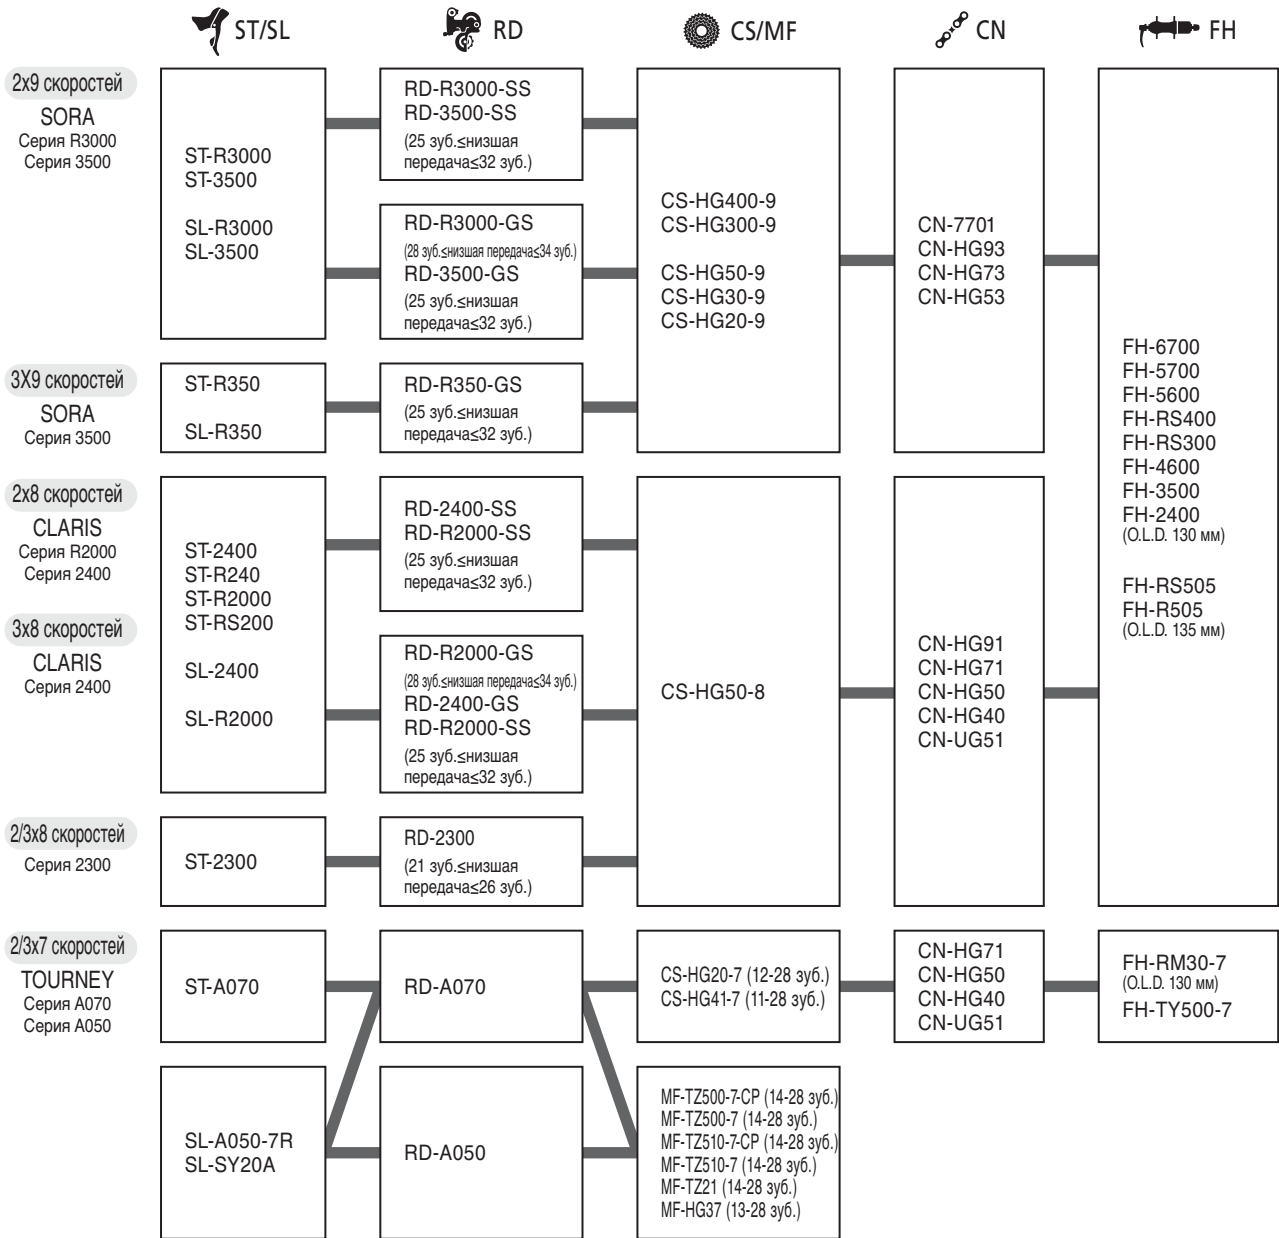 ST/SL
RD
CS/MF
CN
FH
2x9 скоростей
SORA
Серия R3000
Серия 3500
ST-R3000
ST-3500
SL-R3000
SL-3500
RD-R3000-SS
RD-3500-SS
(25 зуб.≤низшая
передача≤32 зуб.)
RD-R3000-GS
(28 зуб.≤низшая передача≤34 зуб.)
RD-3500-GS
(25 зуб.≤низшая
передача≤32 зуб.)
CS-HG400-9
CS-HG300-9
CS-HG50-9
CS-HG30-9
CS-HG20-9
CN-7701
CN-HG93
CN-HG73
CN-HG53
FH-6700
FH-5700
FH-5600
FH-RS400
FH-RS300
FH-4600
FH-3500
FH-2400
(O.L.D. 130 мм)
FH-RS505
FH-R505
(O.L.D. 135 мм)
3X9 скоростей
SORA
Серия 3500
ST-R350
SL-R350
RD-R350-GS
(25 зуб.≤низшая
передача≤32 зуб.)
2x8 скоростей
CLARIS
Серия R2000
Серия 2400
3x8 скоростей
CLARIS
Серия 2400
ST-2400
ST-R240
ST-R2000
ST-RS200
SL-2400
SL-R2000
RD-2400-SS
RD-R2000-SS
(25 зуб.≤низшая
передача≤32 зуб.)
RD-R2000-GS
(28 зуб.≤низшая передача≤34 зуб.)
RD-2400-GS
RD-R2000-SS
(25 зуб.≤низшая
передача≤32 зуб.)
CS-HG50-8
CN-HG91
CN-HG71
CN-HG50
CN-HG40
CN-UG51
2/3x8 скоростей
Серия 2300
ST-2300
RD-2300
(21 зуб.≤низшая
передача≤26 зуб.)
2/3x7 скоростей
TOURNEY
Серия A070
Серия A050
ST-A070
RD-A070
CS-HG20-7 (12-28 зуб.)
CS-HG41-7 (11-28 зуб.)
CN-HG71
CN-HG50
CN-HG40
CN-UG51
FH-RM30-7
(O.L.D. 130 мм)
FH-TY500-7
SL-A050-7R
SL-SY20A
RD-A050
MF-TZ500-7-CP (14-28 зуб.)
MF-TZ500-7 (14-28 зуб.)
MF-TZ510-7-CP (14-28 зуб.)
MF-TZ510-7 (14-28 зуб.)
MF-TZ21 (14-28 зуб.)
MF-HG37 (13-28 зуб.)